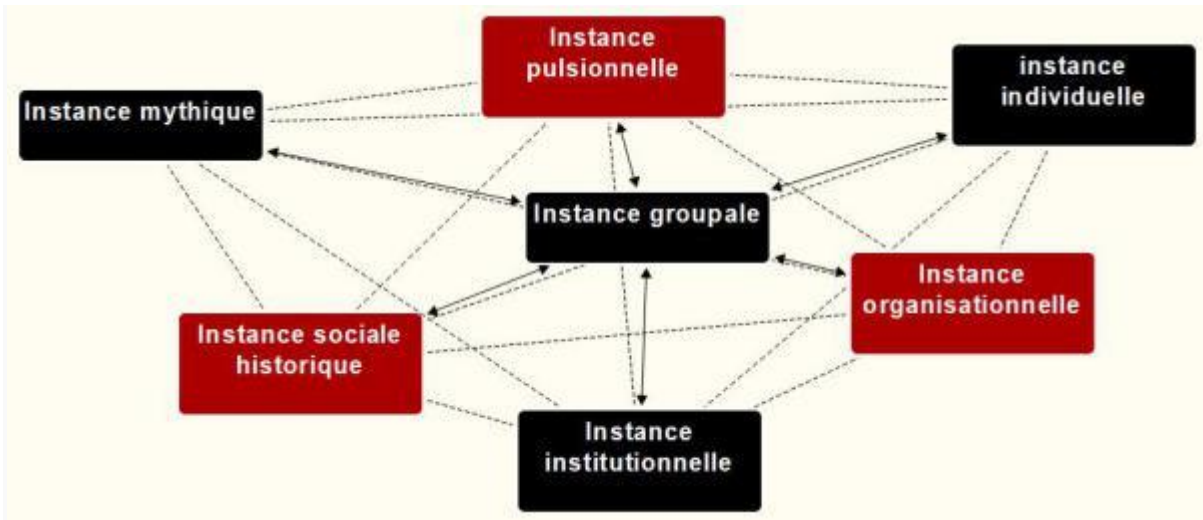 Instance
pulsionnelle
instance
individuelle
Instance mythique
Instance groupale
Instance
organisationnelle
Instance sociale
historique
Instance
institutionnelle